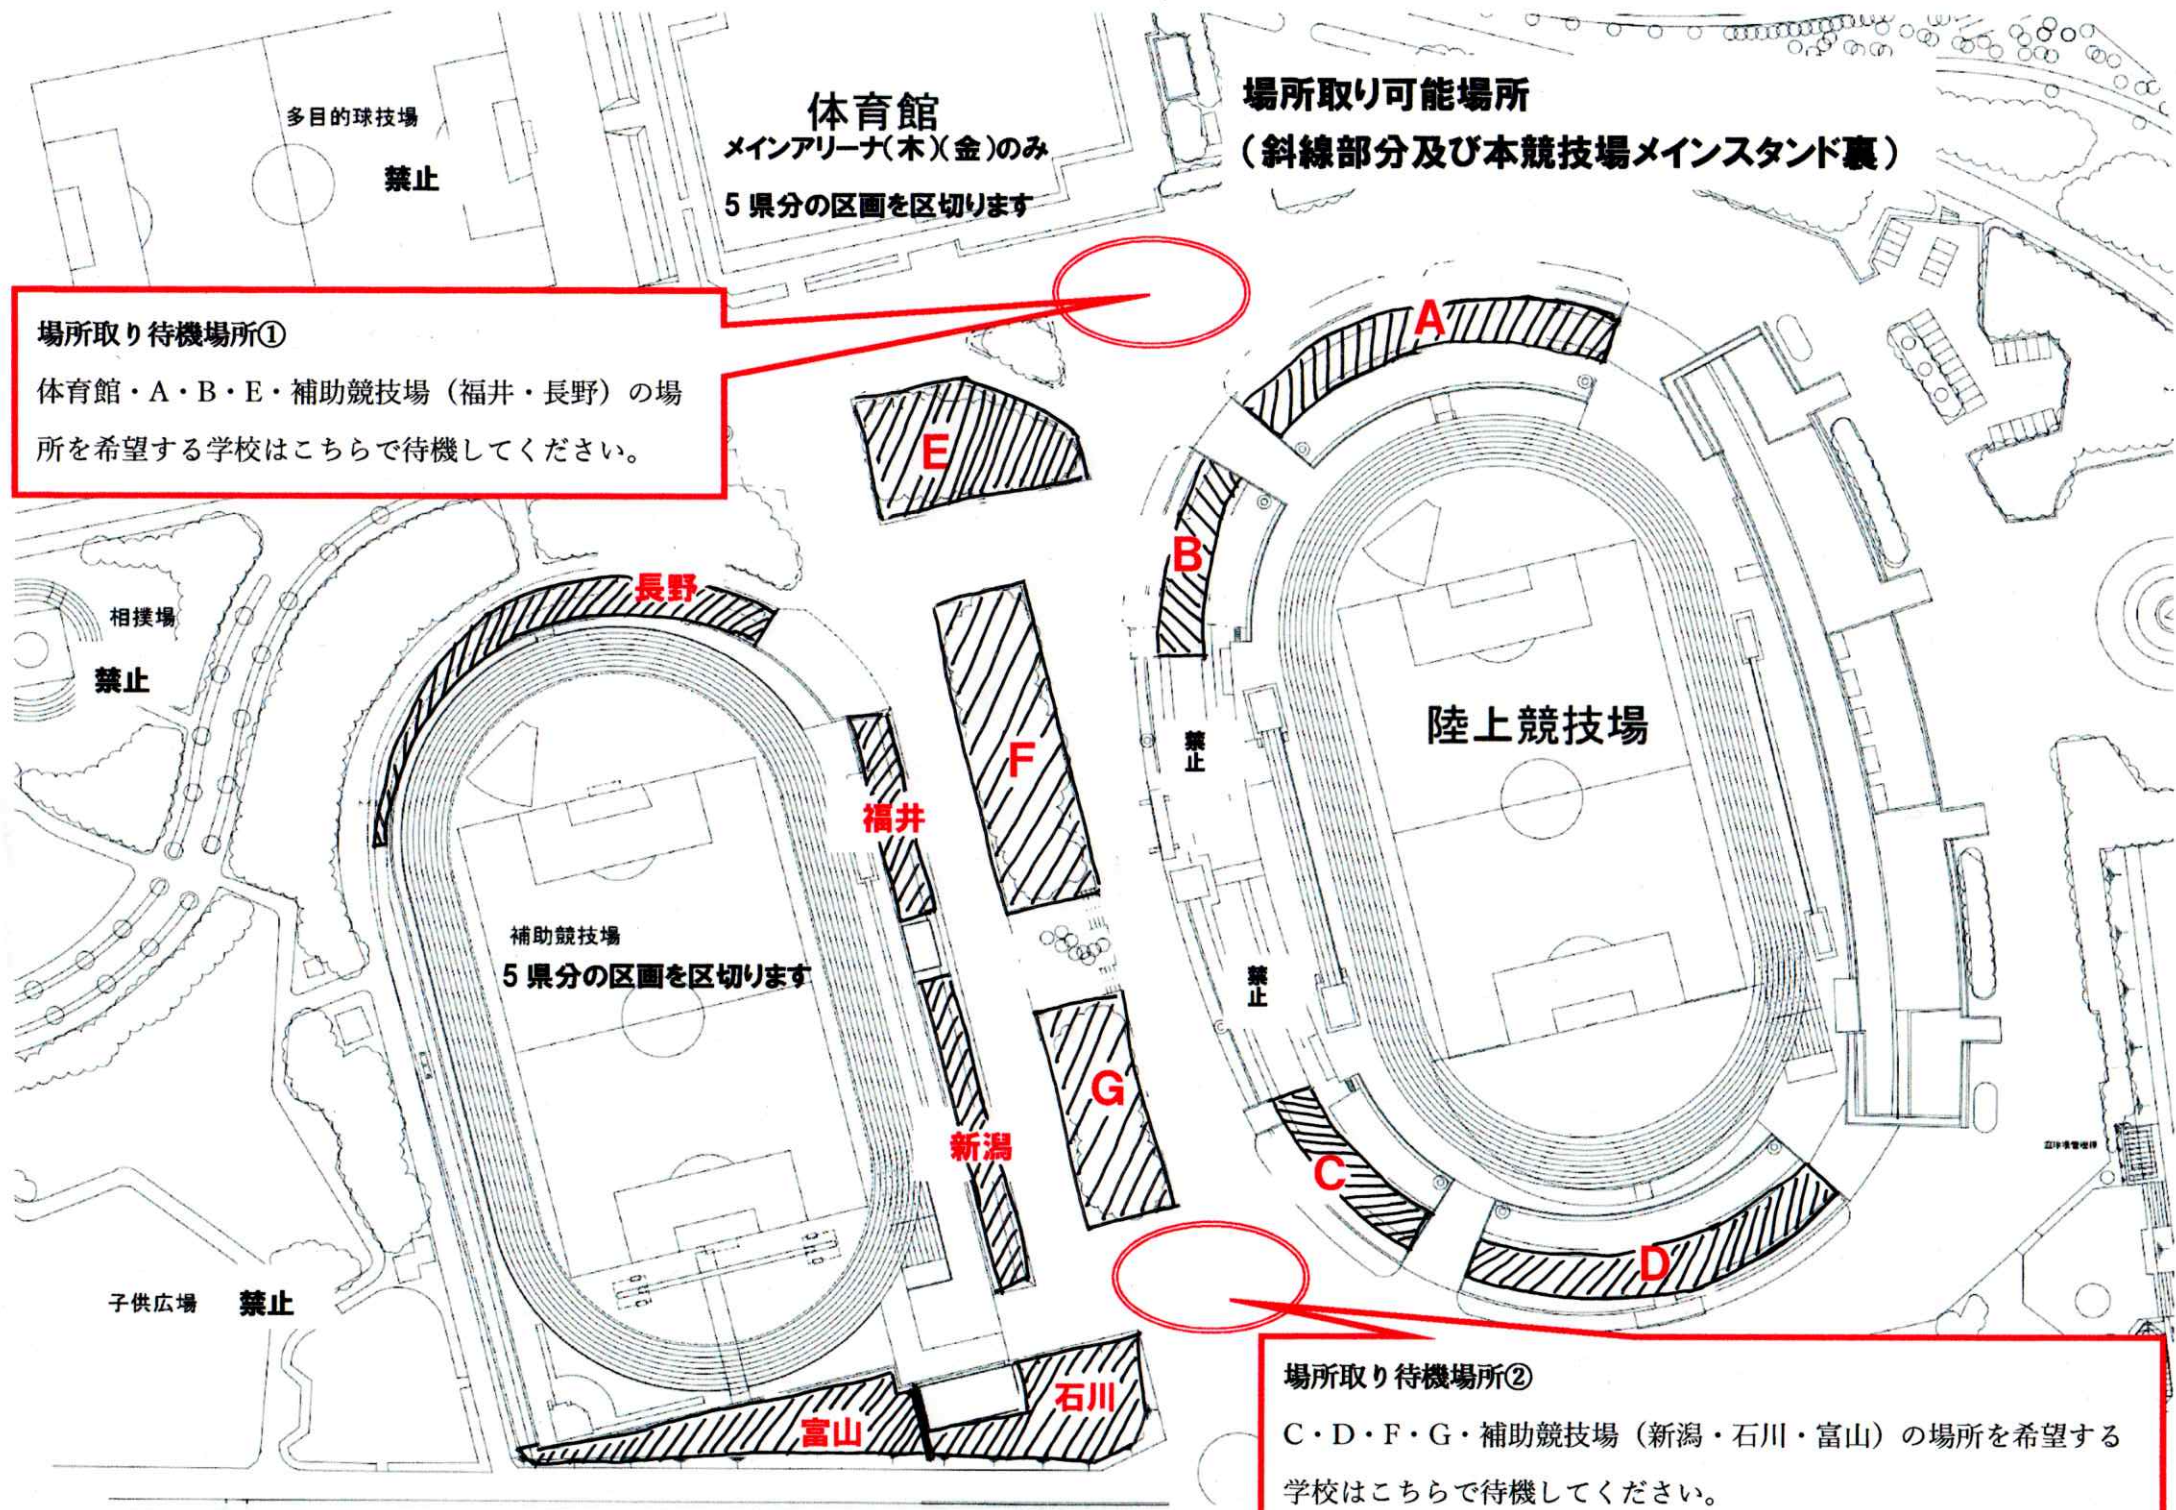 場所取り可能場所
（斜線部分及び本競技場メインスタンド裏）
体育館
メインアリーナ（木）（金）のみ
5 県分の区画を区切ります
多目的球技場
禁止
場所取り待機場所①
体育館・A・B・E・補助競技場（福井・長野）の場
所を希望する学校はこちらで待機してください。
A
E
B
長野
相撲場
禁止
陸上競技場
禁止
F
福井
補助競技場
5 県分の区画を区切ります
禁止
G
新潟
C
D
子供広場 禁止
石川
富山
場所取り待機場所②
C・D・F・G・補助競技場（新潟・石川・富山）の場所を希望する
学校はこちらで待機してください。